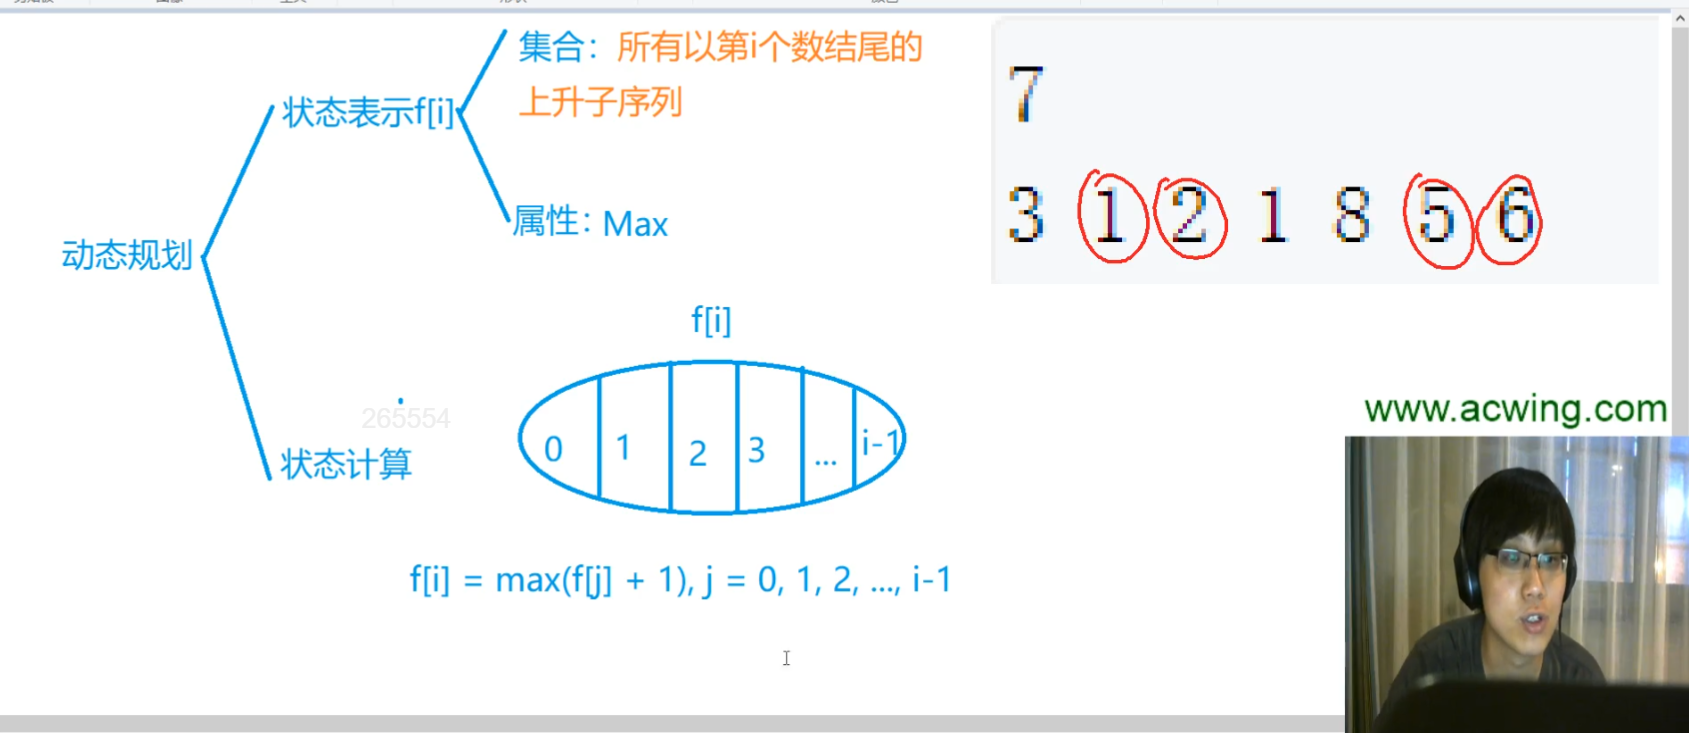 集合：所有以第i个数结尾的
上升子序列
状态表示f[i]
属性：Max
动态规划
状态计算
f[i]
0 1 2 3 ... i-1
f[i] = max(f[j] + 1), j = 0, 1, 2, ..., i-1
265554
7
3 1 2 1 8 5 6
www.acwing.com